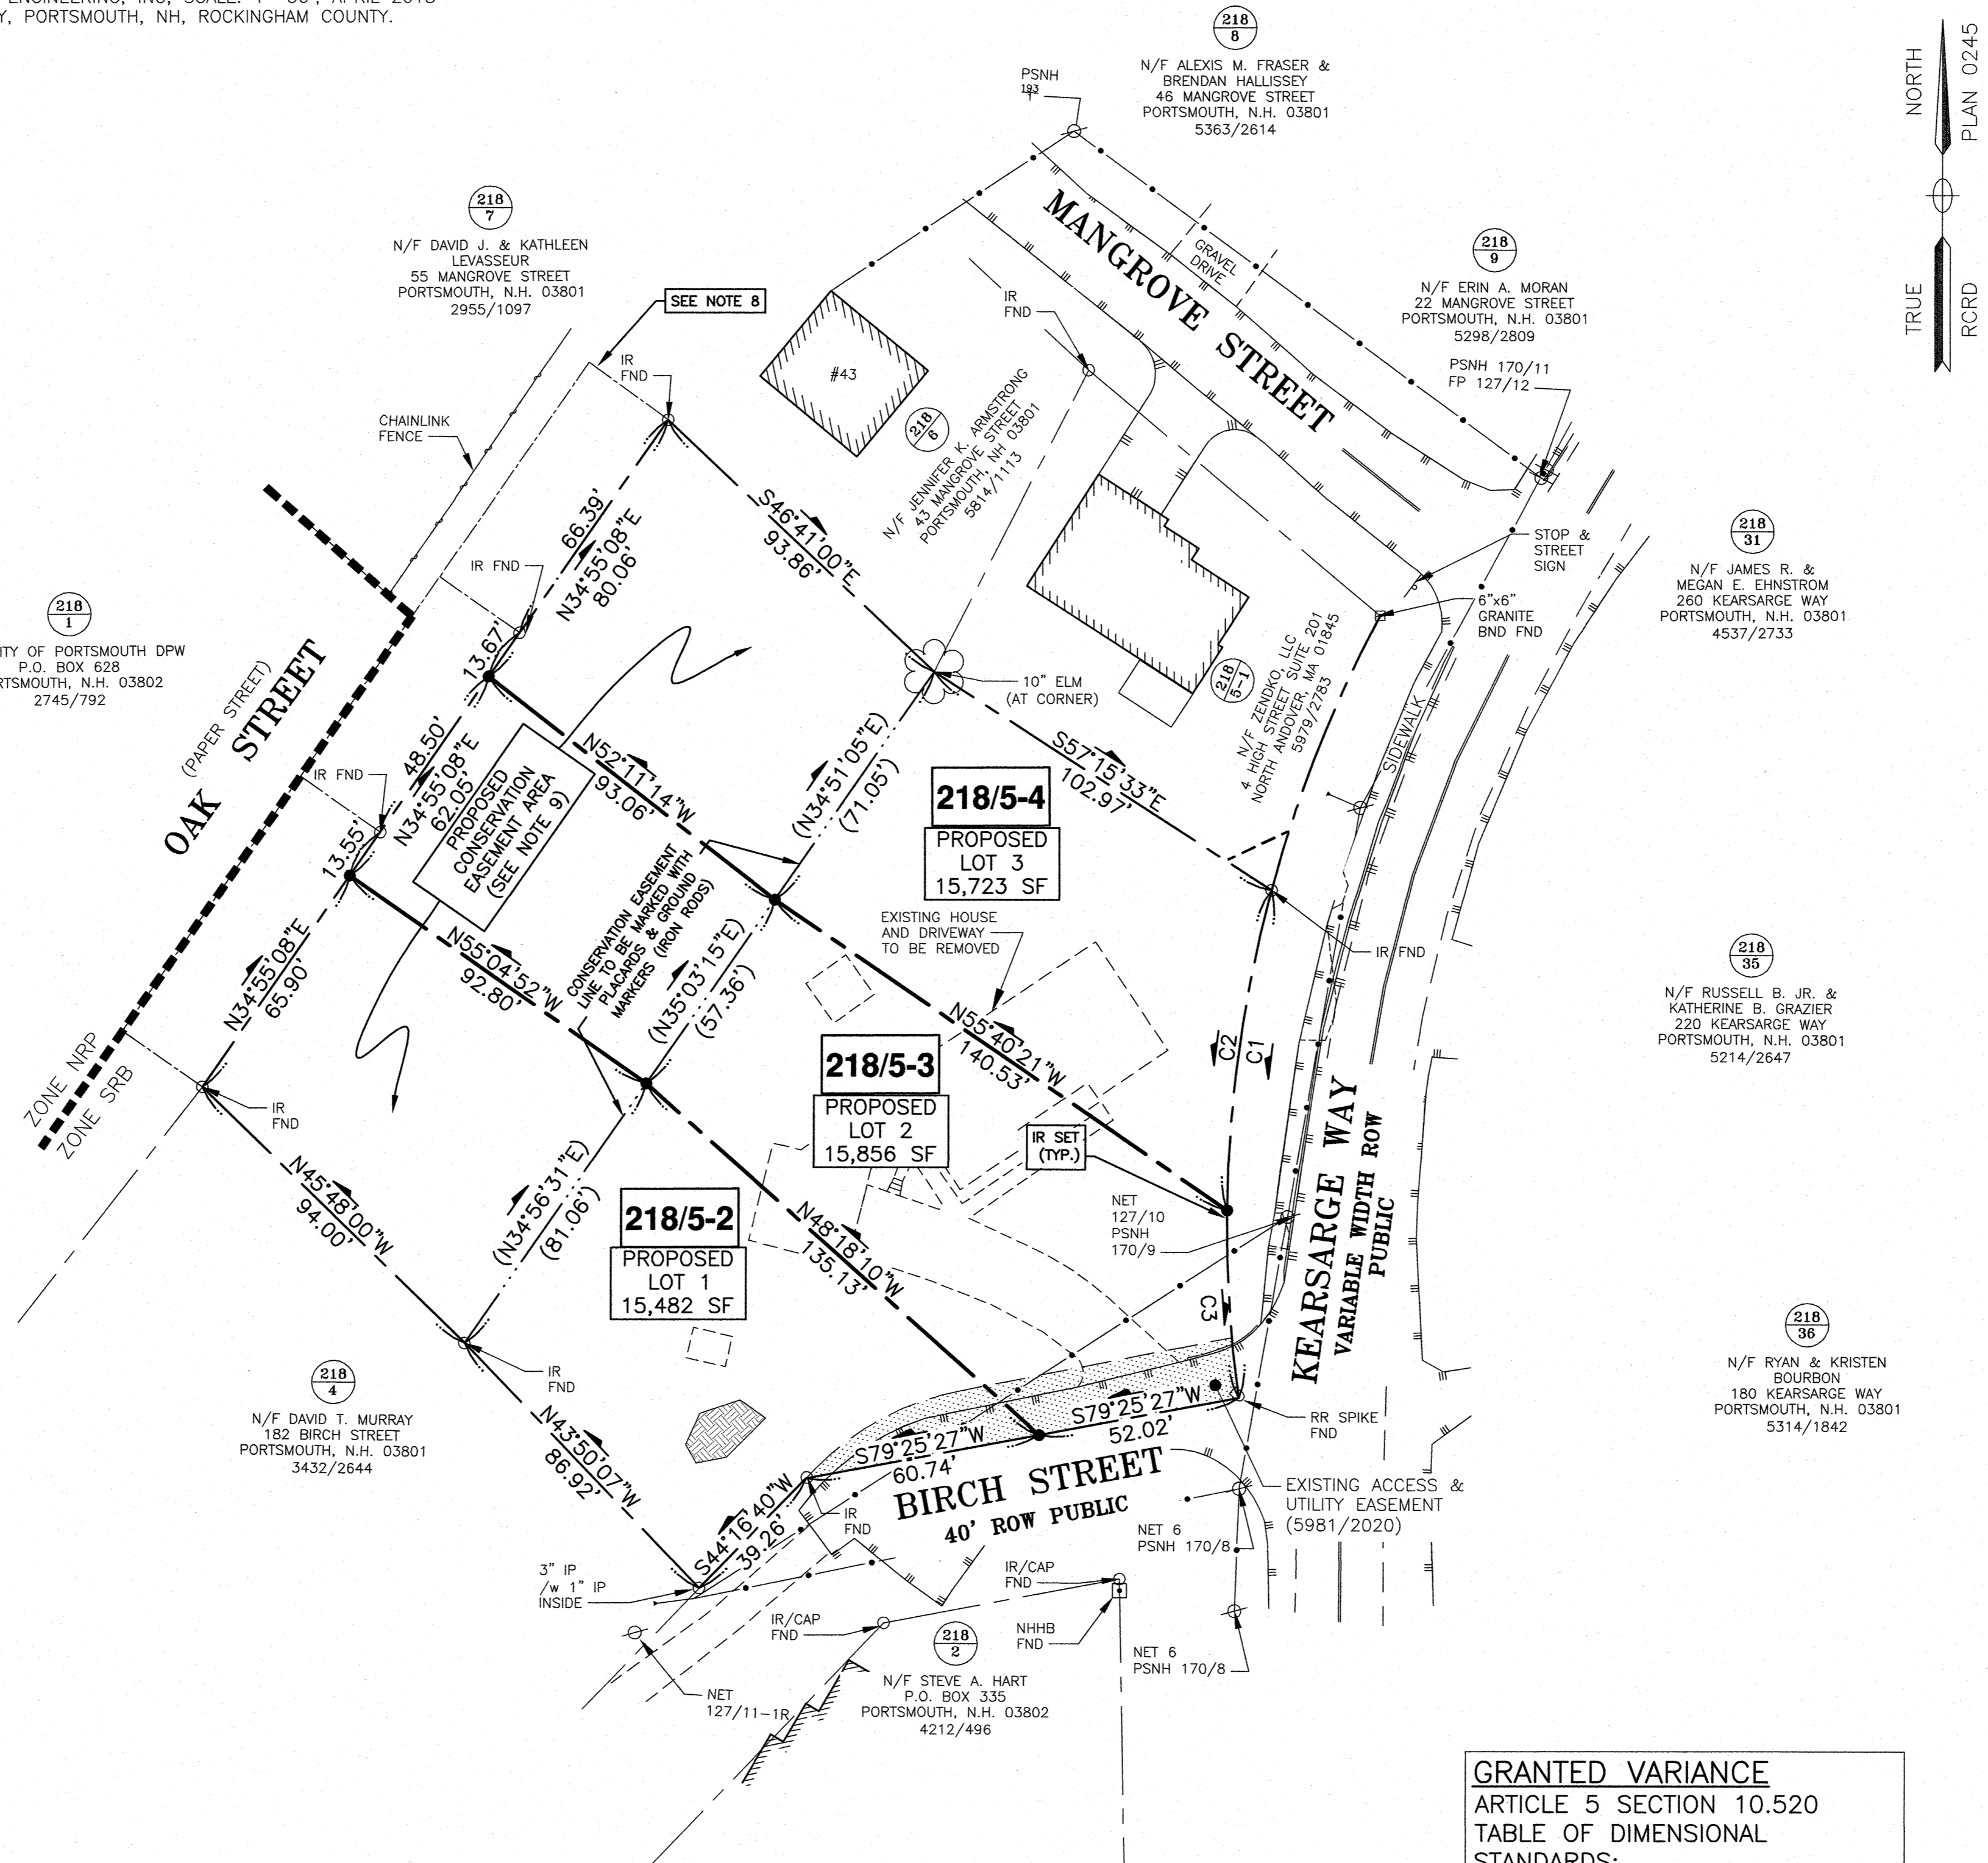 ENGINEERING, INC, SCALE:
APRIL
Y, PORTSMOUTH, NH, ROCKINGHAM COUNTY.
218
8
N/F ALEXIS M. FRASER &
BRENDAN HALLISSEY
46 MANGROVE STREET
PORTSMOUTH, N.H. 03801
5363/2614
PSNH
193
TRUE NORTH
RCRD PLAN 0245
218
7
N/F DAVID J. & KATHLEEN
LEVASSEUR
55 MANGROVE STREET
PORTSMOUTH, N.H. 03801
2955/1097
SEE NOTE 8
MANGROVE STREET
GRAVEL
DRIVE
218
9
N/F ERIN A. MORAN
22 MANGROVE STREET
PORTSMOUTH, N.H. 03801
5298/2809
PSNH 170/11
FP 127/12
IR
FND
IR
FND
#43
218
6
N/F JENNIFER K. ARMSTRONG
43 MANGROVE STREET
PORTSMOUTH, NH 03801
5814/1113
CHAINLINK
FENCE
66.39'
N34°55'08"E
80.06'
S46°41'00"E
93.86'
IR FND
13.67'
STOP &
STREET
SIGN
6"x6"
GRANITE
BND FND
218
31
N/F JAMES R. &
MEGAN E. EHNSTROM
260 KEARSARGE WAY
PORTSMOUTH, N.H. 03801
4537/2733
218
1
ITY OF PORTSMOUTH DPW
P.O. BOX 628
RTSMOUTH, N.H. 03802
2745/792
(PAPER STREET)
OAK STREET
10" ELM
(AT CORNER)
218
5-1
N/F ZENDKO, LLC
4 HIGH STREET SUITE 201
NORTH ANDOVER, MA 01845
5979/2783
SIDEWALK
IR FND
48.50'
N34°55'08"E
62.05'
13.55'
PROPOSED
CONSERVATION
EASEMENT AREA
(SEE NOTE 9)
N52°11'14"W
93.06'
(N34°51'05"E)
(71.05')
S57°15'33"E
102.97'
218/5-4
PROPOSED
LOT 3
15,723 SF
CONSERVATION EASEMENT
LINE TO BE MARKED WITH
PLACARDS & GROUND
MARKERS (IRON RODS)
EXISTING HOUSE
AND DRIVEWAY
TO BE REMOVED
IR FND
N34°55'08"E
65.90'
N55°04'52"W
92.80'
(N35°03'15"E)
(57.36')
N55°40'21"W
140.53'
C2
C1
218
35
N/F RUSSELL B. JR. &
KATHERINE B. GRAZIER
220 KEARSARGE WAY
PORTSMOUTH, N.H. 03801
5214/2647
ZONE NRP
ZONE SRB
IR
FND
218/5-3
PROPOSED
LOT 2
15,856 SF
IR SET
(TYP.)
KEARSARGE WAY
VARIABLE WIDTH ROW
PUBLIC
N45°48'00"W
94.00'
(N34°56'31"E)
(81.06')
218/5-2
PROPOSED
LOT 1
15,482 SF
N48°18'10"W
135.13'
NET
127/10
PSNH
170/9
C3
218
36
N/F RYAN & KRISTEN
BOURBON
180 KEARSARGE WAY
PORTSMOUTH, N.H. 03801
5314/1842
218
4
N/F DAVID T. MURRAY
182 BIRCH STREET
PORTSMOUTH, N.H. 03801
3432/2644
IR
FND
N43°50'07"W
86.92'
S79°25'27"W
60.74'
S79°25'27"W
52.02'
RR SPIKE
FND
BIRCH STREET
40' ROW PUBLIC
EXISTING ACCESS &
UTILITY EASEMENT
(5981/2020)
S44°16'40"W
39.26'
IR
FND
NET 6
PSNH 170/8
3" IP
/w 1" IP
INSIDE
IR/CAP
FND
IR/CAP
FND
NHHB
FND
NET 6
PSNH 170/8
218
2
N/F STEVE A. HART
P.O. BOX 335
PORTSMOUTH, N.H. 03802
4212/496
NET
127/11-1R
GRANTED VARIANCE
ARTICLE 5 SECTION 10.520
TABLE OF DIMENSIONAL
STANDARDS: